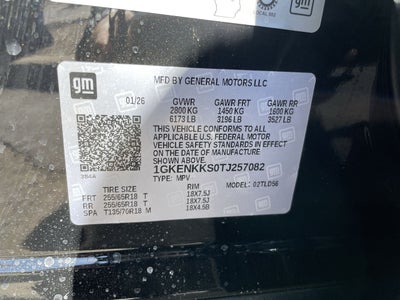 gm
LOCAL 602
gm
MFD BY GENERAL MOTORS LLC
01/26 GVWR GAWR FRT GAWR RR
2800 KG 1450 KG 1600 KG
6173 LB 3196 LB 3527 LB
THIS VEHICLE CONFORMS TO ALL
APPLICABLE U.S. FEDERAL MOTOR
VEHICLE SAFETY STANDARDS IN EFFECT
ON THE DATE OF MANUFACTURE
SHOWN ABOVE.
1GKENKKS0TJ257082
TYPE: MPV MODEL: 02TLD56
RIM
FRT 255/65R18 T 18X7.5J
RR 255/65R18 T 18X7.5J
SPA T135/70R18 M 18X4.5B